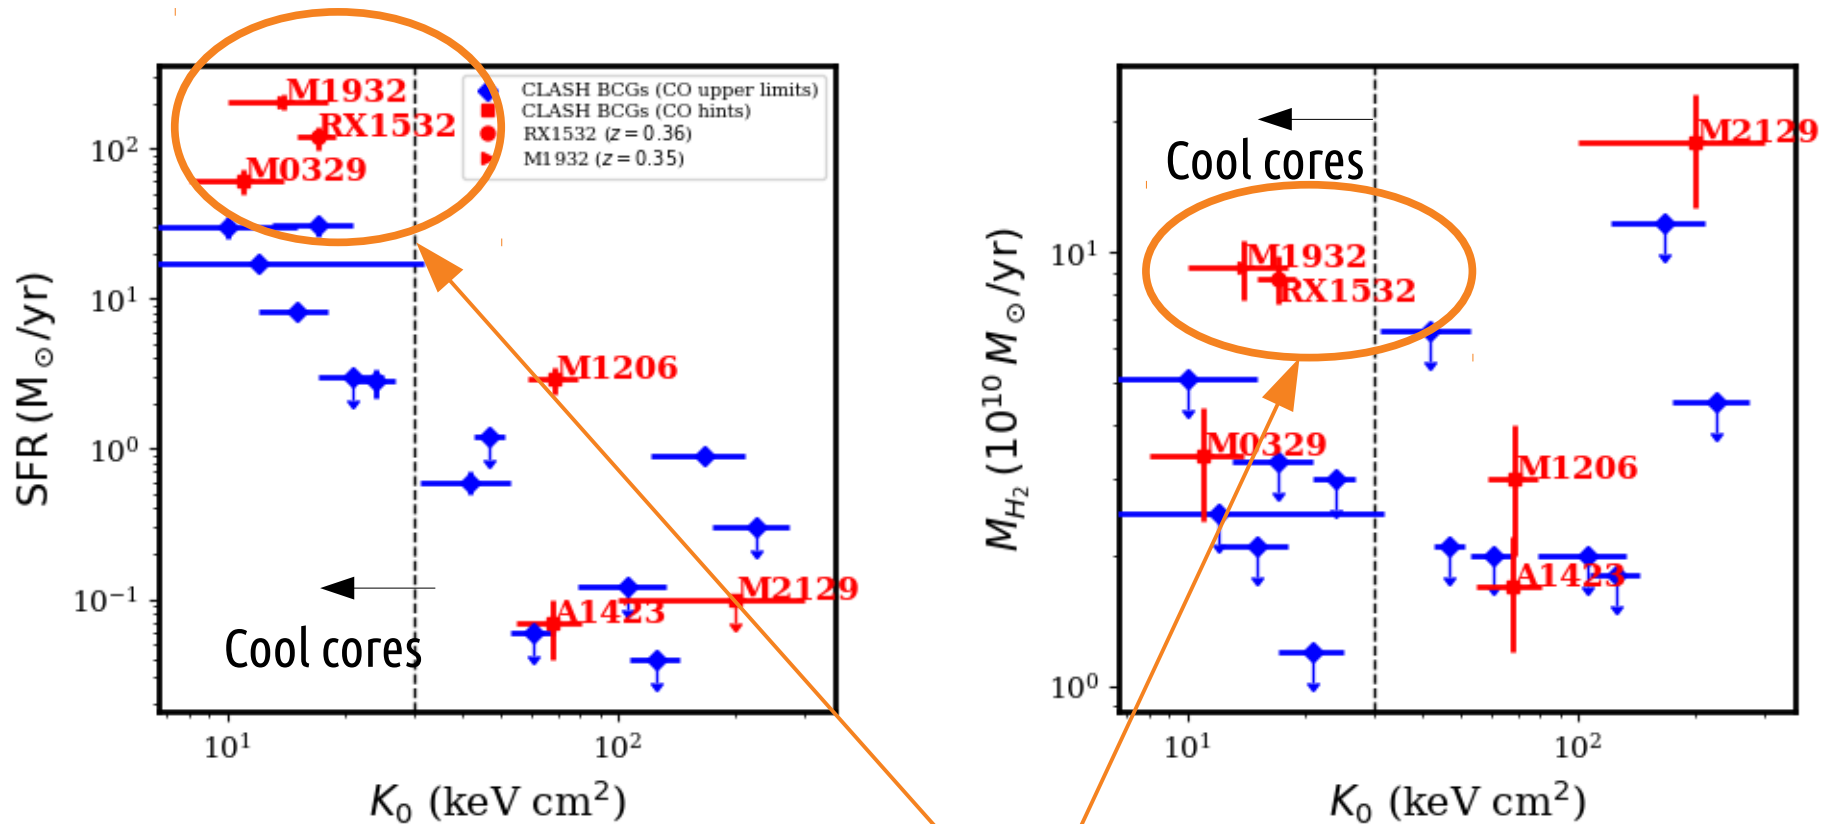 M1932
RX1532
M0329
CLASH BCGs (CO upper limits)
CLASH BCGs (CO hints)
RX1532 (z = 0.36)
M1932 (z = 0.35)
M1206
M2129
A1423
Cool cores
10²
10¹
10⁰
10⁻¹
SFR (M⊙/yr)
10¹
10²
K₀ (keV cm²)
Cool cores
M2129
M1932
RX1532
M0329
M1206
A1423
10¹
10⁰
M_{H₂} (10¹⁰ M⊙/yr)
10¹
10²
K₀ (keV cm²)